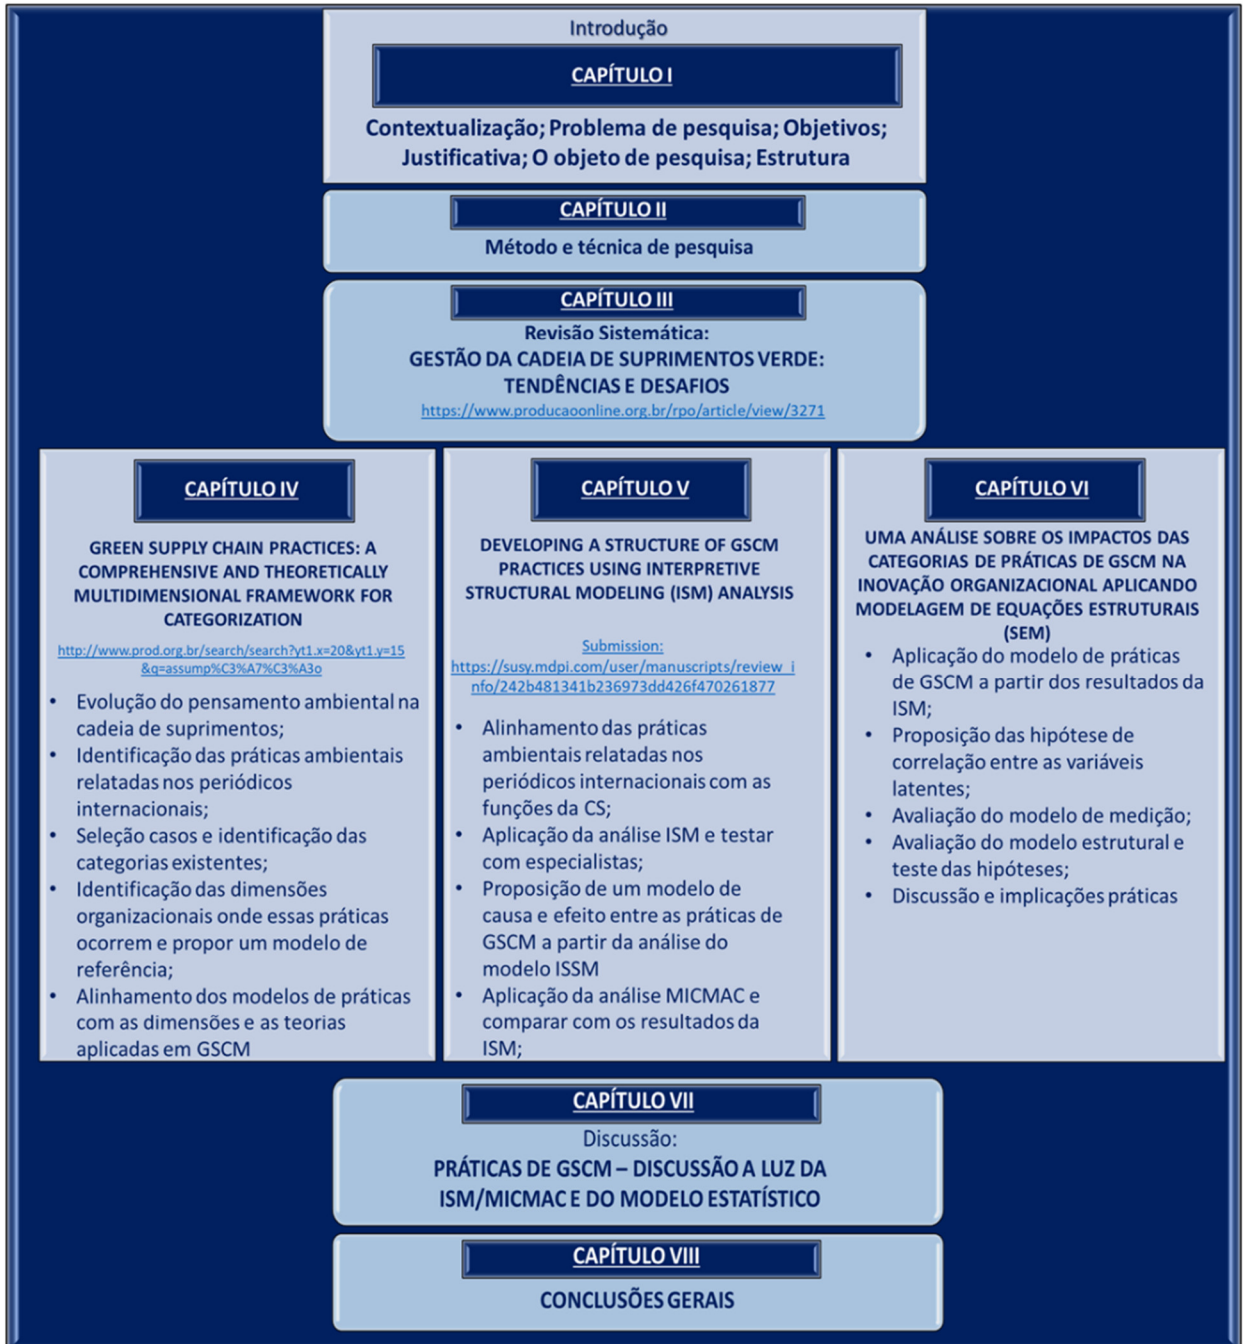 Introdução
CAPÍTULO I
Contextualização; Problema de pesquisa; Objetivos;
Justificativa; O objeto de pesquisa; Estrutura
CAPÍTULO II
Método e técnica de pesquisa
CAPÍTULO III
Revisão Sistemática:
GESTÃO DA CADEIA DE SUPRIMENTOS VERDE:
TENDÊNCIAS E DESAFIOS
https://www.producaoonline.org.br/rpo/article/view/3271
CAPÍTULO IV
GREEN SUPPLY CHAIN PRACTICES: A
COMPREHENSIVE AND THEORETICALLY
MULTIDIMENSIONAL FRAMEWORK FOR
CATEGORIZATION
http://www.prod.org.br/search/search?yt1.x=20&yt1.y=15
&q=assump%C3%A7%C3%A3o
• Evolução do pensamento ambiental na
cadeia de suprimentos;
• Identificação das práticas ambientais
relatadas nos periódicos
internacionais;
• Seleção casos e identificação das
categorias existentes;
• Identificação das dimensões
organizacionais onde essas práticas
ocorrem e propor um modelo de
referência;
• Alinhamento dos modelos de práticas
com as dimensões e as teorias
aplicadas em GSCM
CAPÍTULO V
DEVELOPING A STRUCTURE OF GSCM
PRACTICES USING INTERPRETIVE
STRUCTURAL MODELING (ISM) ANALYSIS
Submission:
https://susy.mdpi.com/user/manuscripts/review_i
nfo/242b481341b236973dd426f470261877
• Alinhamento das práticas
ambientais relatadas nos
periódicos internacionais com as
funções da CS;
• Aplicação da análise ISM e testar
com especialistas;
• Proposição de um modelo de
causa e efeito entre as práticas de
GSCM a partir da análise do
modelo ISSM
• Aplicação da análise MICMAC e
comparar com os resultados da
ISM;
CAPÍTULO VI
UMA ANÁLISE SOBRE OS IMPACTOS DAS
CATEGORIAS DE PRÁTICAS DE GSCM NA
INOVAÇÃO ORGANIZACIONAL APLICANDO
MODELAGEM DE EQUAÇÕES ESTRUTURAIS
(SEM)
• Aplicação do modelo de práticas
de GSCM a partir dos resultados da
ISM;
• Proposição das hipótese de
correlação entre as variáveis
latentes;
• Avaliação do modelo de medição;
• Avaliação do modelo estrutural e
teste das hipóteses;
• Discussão e implicações práticas
CAPÍTULO VII
Discussão:
PRÁTICAS DE GSCM – DISCUSSÃO A LUZ DA
ISM/MICMAC E DO MODELO ESTATÍSTICO
CAPÍTULO VIII
CONCLUSÕES GERAIS